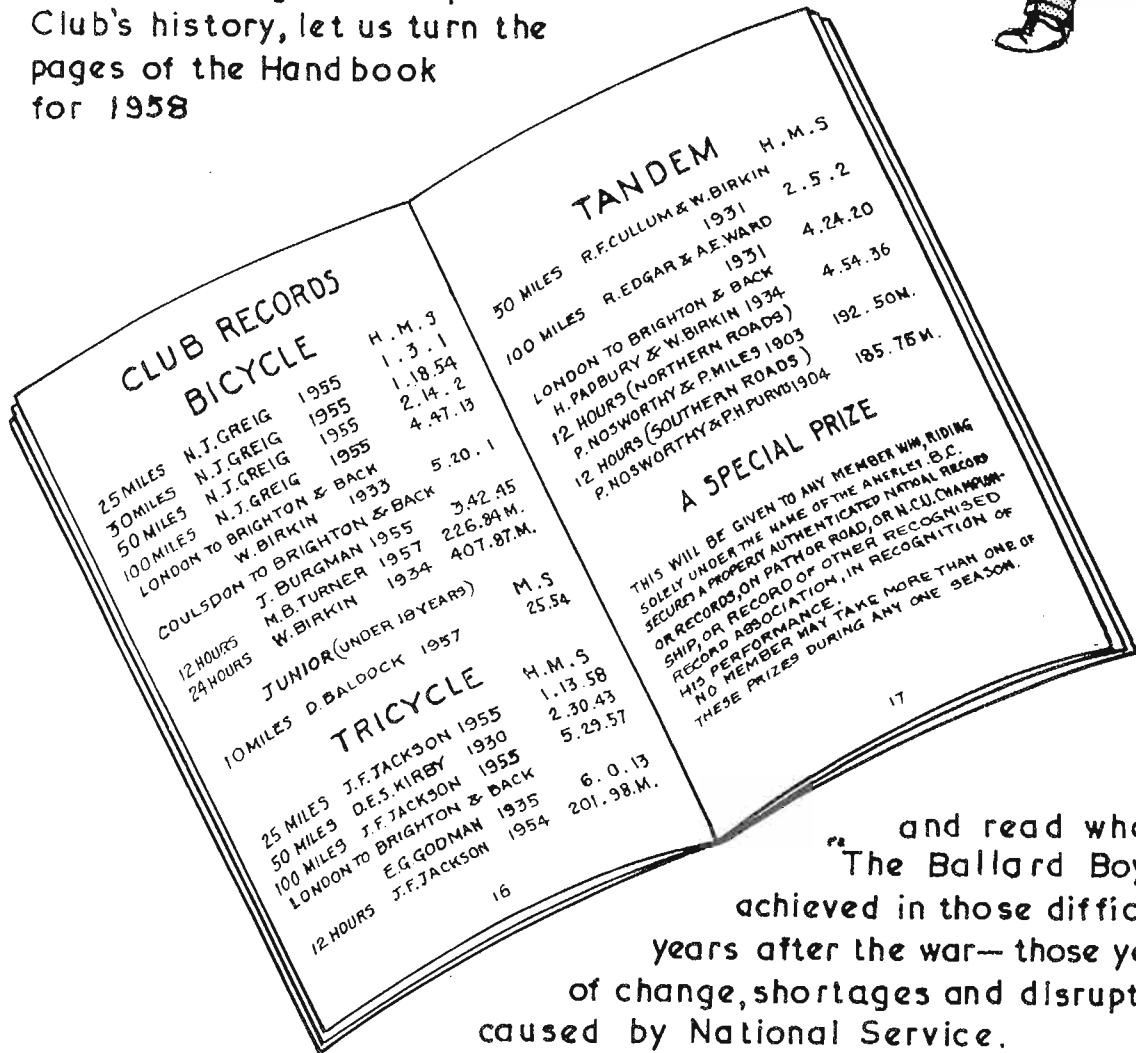 Club's history, let us turn the
pages of the Handbook
for 1958
CLUB RECORDS
BICYCLE
H.M.S
25 MILES N.J.GREIG 1955 1.3.1
30 MILES N.J.GREIG 1955 1.18.54
50 MILES N.J.GREIG 1955 2.14.2
100 MILES N.J.GREIG 1955 4.47.13
LONDON TO BRIGHTON & BACK
W. BIRKIN 1933 5.20.1
COULSDON TO BRIGHTON & BACK
J. BURGMAN 1955 3.42.45
12 HOURS M.B.TURNER 1957 226.84M.
24 HOURS W.BIRKIN 1934 407.87.M.
JUNIOR (UNDER 18 YEARS) M.S
10 MILES D.BALDOCK 1957 25.54
TRICYCLE
H.M.S
25 MILES J.F.JACKSON 1955 1.13.58
50 MILES D.E.S.KIRBY 1930 2.30.43
100 MILES J.F.JACKSON 1955 5.29.57
LONDON TO BRIGHTON & BACK
E.G.GODMAN 1935 6.0.13
12 HOURS J.F.JACKSON 1954 201.98.M.
16
TANDEM
H.M.S
50 MILES R.F.CULLUM & W.BIRKIN
1931 2.5.2
100 MILES R.EDGAR & A.E.WARD
1931 4.24.20
LONDON TO BRIGHTON & BACK
H. PADBURY & W.BIRKIN 1934 4.54.36
12 HOURS (NORTHERN ROADS)
P.NOSWORTHY & P.MILES 1903 192.50M.
12 HOURS (SOUTHERN ROADS)
P.NOSWORTHY & P.H.PURVIS 1904 185.75M.
A SPECIAL PRIZE
THIS WILL BE GIVEN TO ANY MEMBER WHO, RIDING
SOLELY UNDER THE NAME OF THE ANERLEY.B.C.
SECURES A PROPERLY AUTHENTICATED NATIONAL RECORD
OR RECORDS, ON PATH OR ROAD, OR N.C.U. CHAMPION-
SHIP, OR RECORD OF OTHER RECOGNISED
RECORD ASSOCIATION, IN RECOGNITION OF
HIS PERFORMANCE.
NO MEMBER MAY TAKE MORE THAN ONE OF
THESE PRIZES DURING ANY ONE SEASON.
17
and read
"The Ballard
achieved in those
years after the war— those
of change, shortages and
caused by National Service.